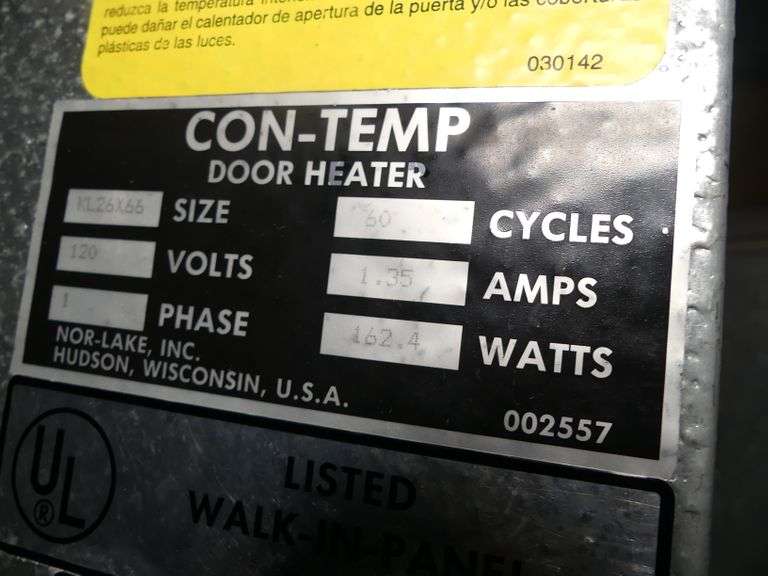 reduzca la temperatura
puede dañar el calentador de apertura de la puerta y/o las
plásticas de las luces.
030142
CON-TEMP
DOOR HEATER
KL26X66 SIZE 60 CYCLES
120 VOLTS 1.35 AMPS
1 PHASE 162.4 WATTS
NOR-LAKE, INC.
HUDSON, WISCONSIN, U.S.A.
002557
UL
®
LISTED
WALK-IN PANEL